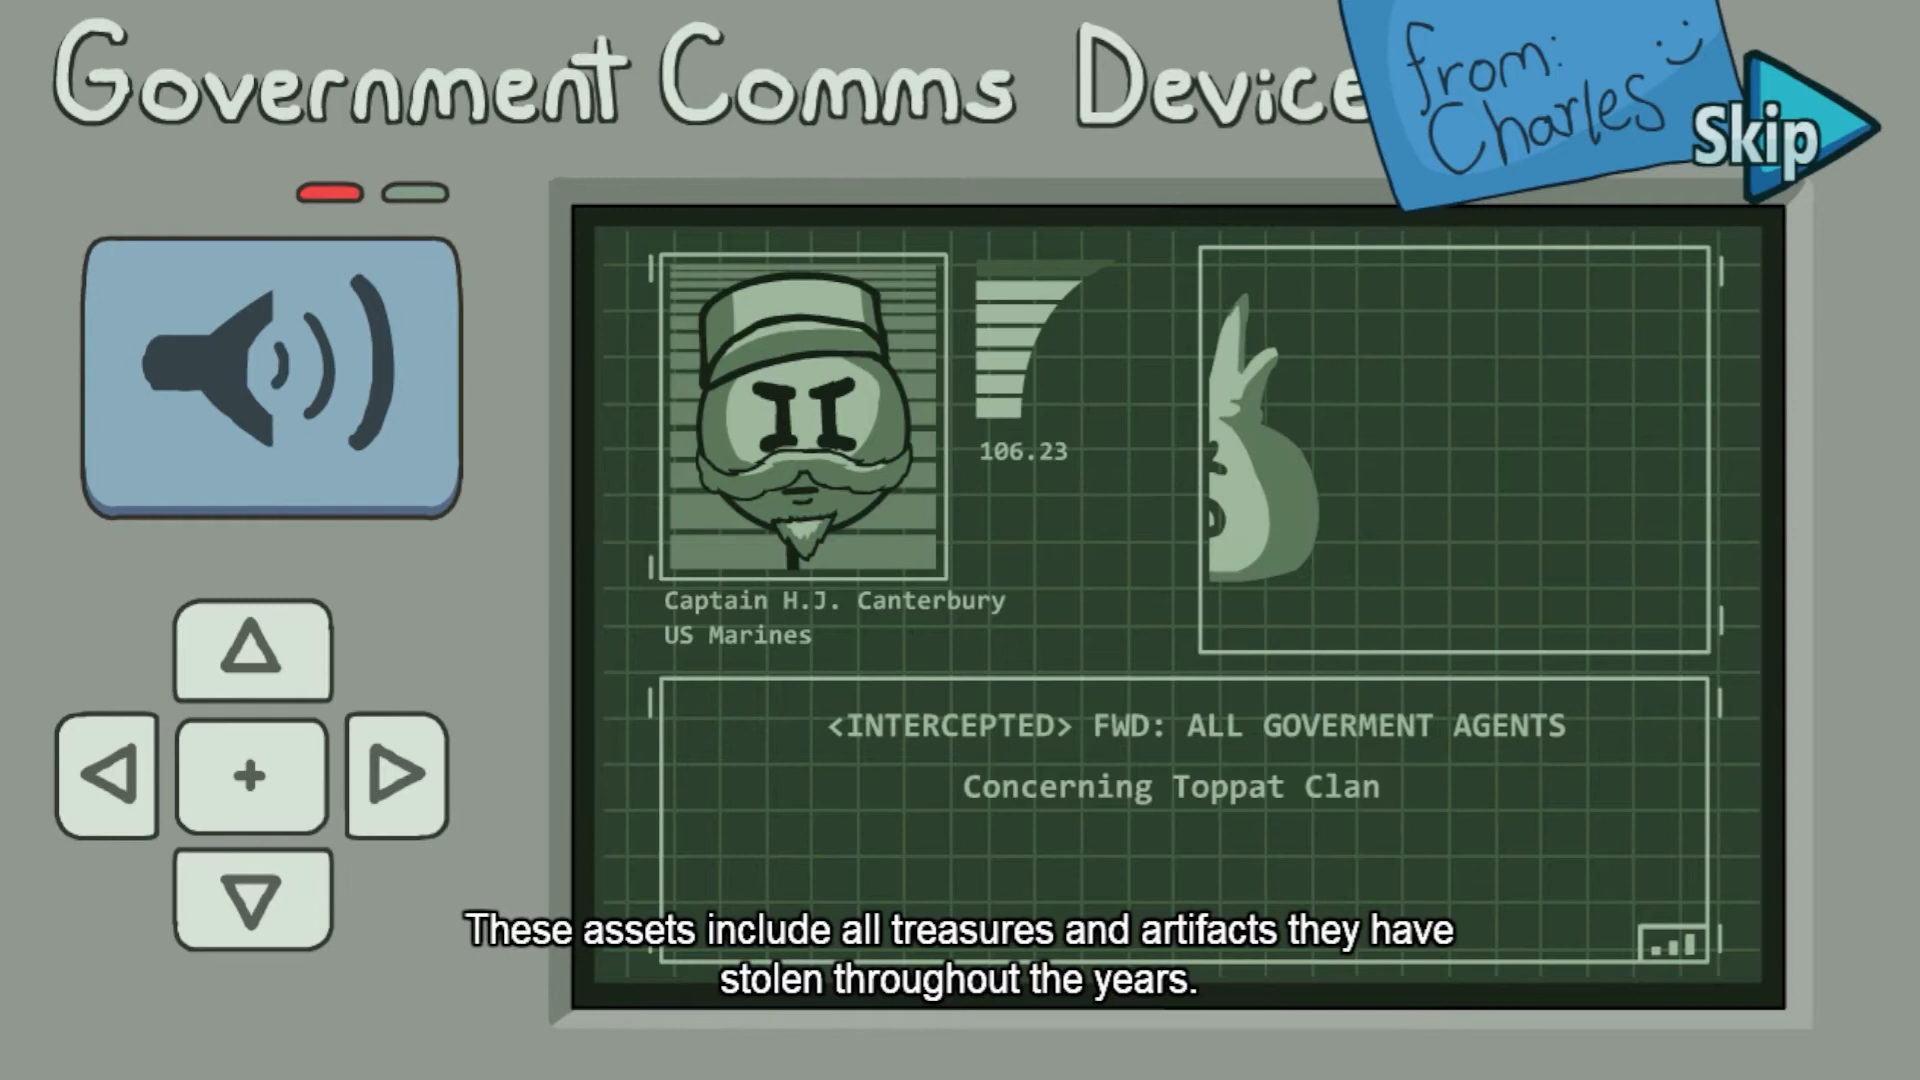 Government Comms Device
from:
Charles
:)
Skip
106.23
Captain H.J. Canterbury
US Marines
<INTERCEPTED> FWD: ALL GOVERMENT AGENTS
Concerning Toppat Clan
These assets include all treasures and artifacts they have
stolen throughout the years.